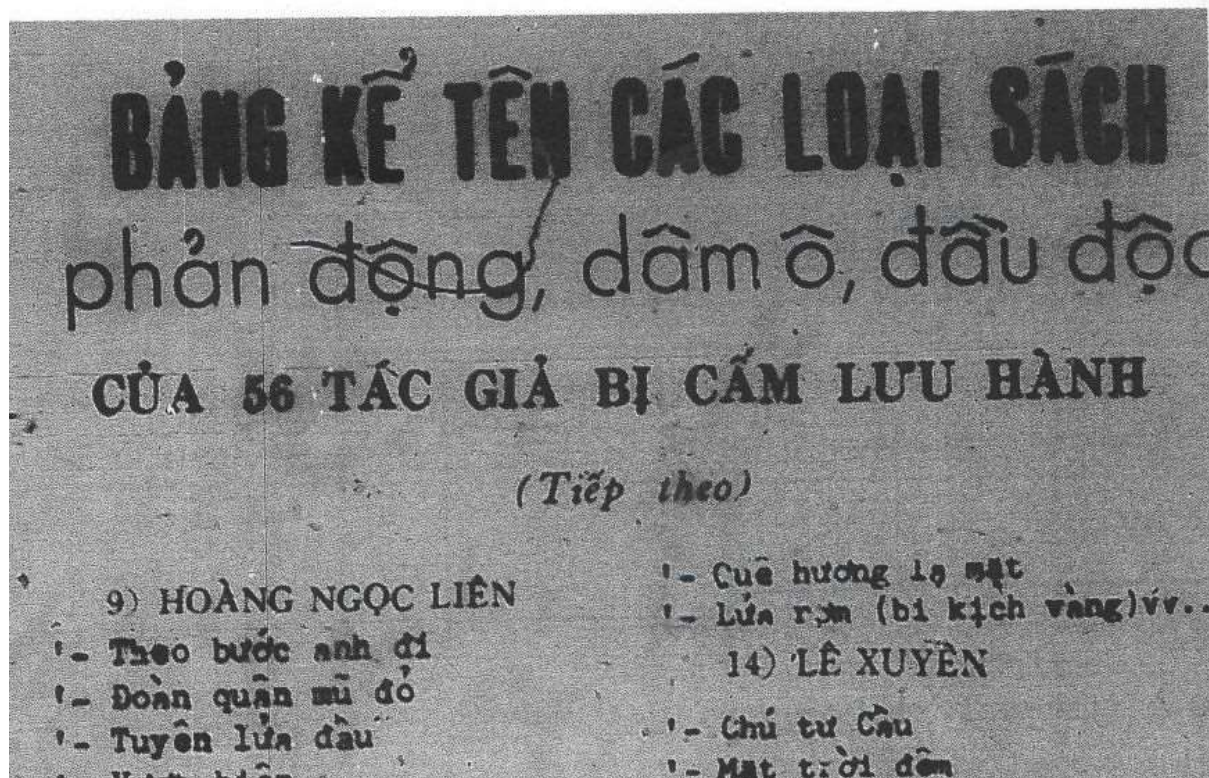 BẢNG KỂ TÊN CÁC LOẠI SÁCH
phản động, dâm ô, đầu độc
CỦA 56 TÁC GIẢ BỊ CẤM LƯU HÀNH
(Tiếp theo)
9) HOÀNG NGỌC LIÊN
'- Theo bước anh đi
'- Đoàn quân mũ đỏ
'- Tuyên lửa đầu
'- Cuê hương lạ mặt
'- Lửa rơm (bi kịch vàng)vv..
14) LÊ XUYÊN
'- Chú tư Cầu
'- Mặt trời đêm